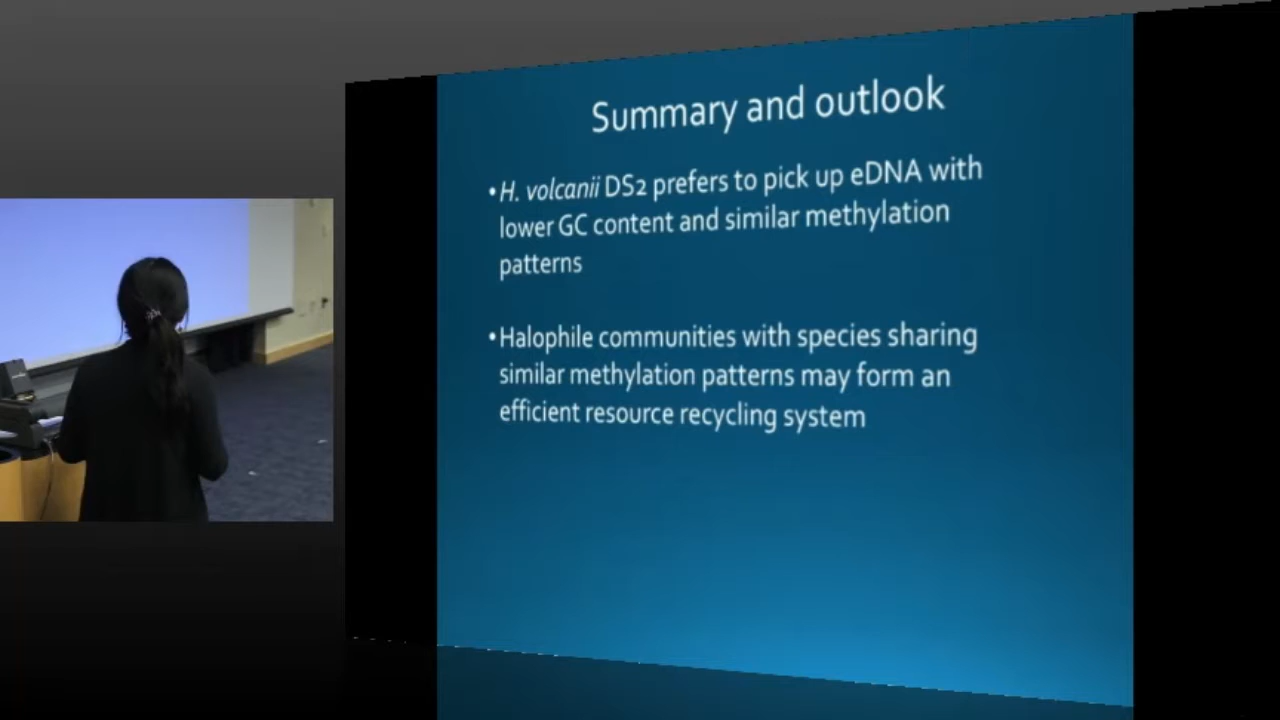 Summary and outlook
•H. volcanii DS2 prefers to pick up eDNA with
lower GC content and similar methylation
patterns
•Halophile communities with species sharing
similar methylation patterns may form an
efficient resource recycling system